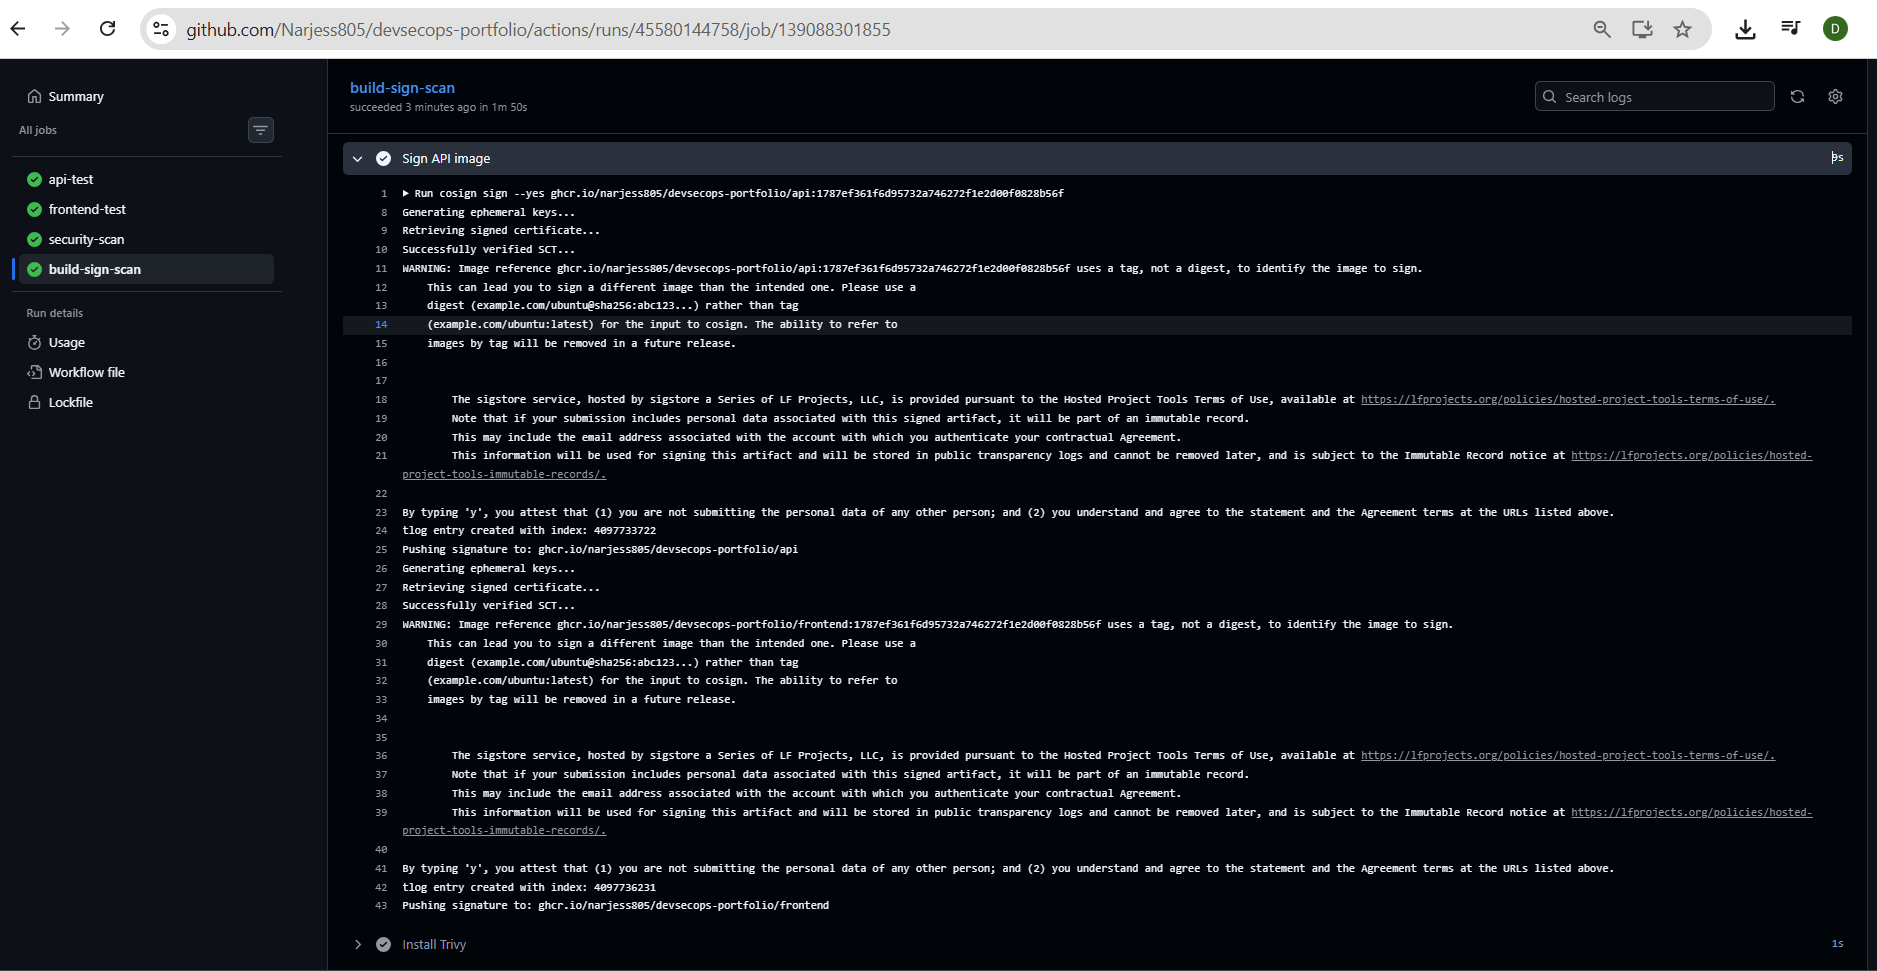 github.com/Narjess805/devsecops-portfolio/actions/runs/45580144758/job/139088301855
D
Summary
All jobs
api-test
frontend-test
security-scan
build-sign-scan
Run details
Usage
Workflow file
Lockfile
build-sign-scan
succeeded 3 minutes ago in 1m 50s
Search logs
Sign API image
9s
1 Run cosign sign --yes ghcr.io/narjess805/devsecops-portfolio/api:1787ef361f6d95732a746272f1e2d00f0828b56f
8 Generating ephemeral keys...
9 Retrieving signed certificate...
10 Successfully verified SCT...
11 WARNING: Image reference ghcr.io/narjess805/devsecops-portfolio/api:1787ef361f6d95732a746272f1e2d00f0828b56f uses a tag, not a digest, to identify the image to sign.
12 This can lead you to sign a different image than the intended one. Please use a
13 digest (example.com/ubuntu@sha256:abc123...) rather than tag
14 (example.com/ubuntu:latest) for the input to cosign. The ability to refer to
15 images by tag will be removed in a future release.
16
17
18 The sigstore service, hosted by sigstore a Series of LF Projects, LLC, is provided pursuant to the Hosted Project Tools Terms of Use, available at https://lfprojects.org/policies/hosted-project-tools-terms-of-use/.
19 Note that if your submission includes personal data associated with this signed artifact, it will be part of an immutable record.
20 This may include the email address associated with the account with which you authenticate your contractual Agreement.
21 This information will be used for signing this artifact and will be stored in public transparency logs and cannot be removed later, and is subject to the Immutable Record notice at https://lfprojects.org/policies/hosted-
project-tools-immutable-records/.
22
23 By typing 'y', you attest that (1) you are not submitting the personal data of any other person; and (2) you understand and agree to the statement and the Agreement terms at the URLs listed above.
24 tlog entry created with index: 4097733722
25 Pushing signature to: ghcr.io/narjess805/devsecops-portfolio/api
26 Generating ephemeral keys...
27 Retrieving signed certificate...
28 Successfully verified SCT...
29 WARNING: Image reference ghcr.io/narjess805/devsecops-portfolio/frontend:1787ef361f6d95732a746272f1e2d00f0828b56f uses a tag, not a digest, to identify the image to sign.
30 This can lead you to sign a different image than the intended one. Please use a
31 digest (example.com/ubuntu@sha256:abc123...) rather than tag
32 (example.com/ubuntu:latest) for the input to cosign. The ability to refer to
33 images by tag will be removed in a future release.
34
35
36 The sigstore service, hosted by sigstore a Series of LF Projects, LLC, is provided pursuant to the Hosted Project Tools Terms of Use, available at https://lfprojects.org/policies/hosted-project-tools-terms-of-use/.
37 Note that if your submission includes personal data associated with this signed artifact, it will be part of an immutable record.
38 This may include the email address associated with the account with which you authenticate your contractual Agreement.
39 This information will be used for signing this artifact and will be stored in public transparency logs and cannot be removed later, and is subject to the Immutable Record notice at https://lfprojects.org/policies/hosted-
project-tools-immutable-records/.
40
41 By typing 'y', you attest that (1) you are not submitting the personal data of any other person; and (2) you understand and agree to the statement and the Agreement terms at the URLs listed above.
42 tlog entry created with index: 4097736231
43 Pushing signature to: ghcr.io/narjess805/devsecops-portfolio/frontend
Install Trivy
1s